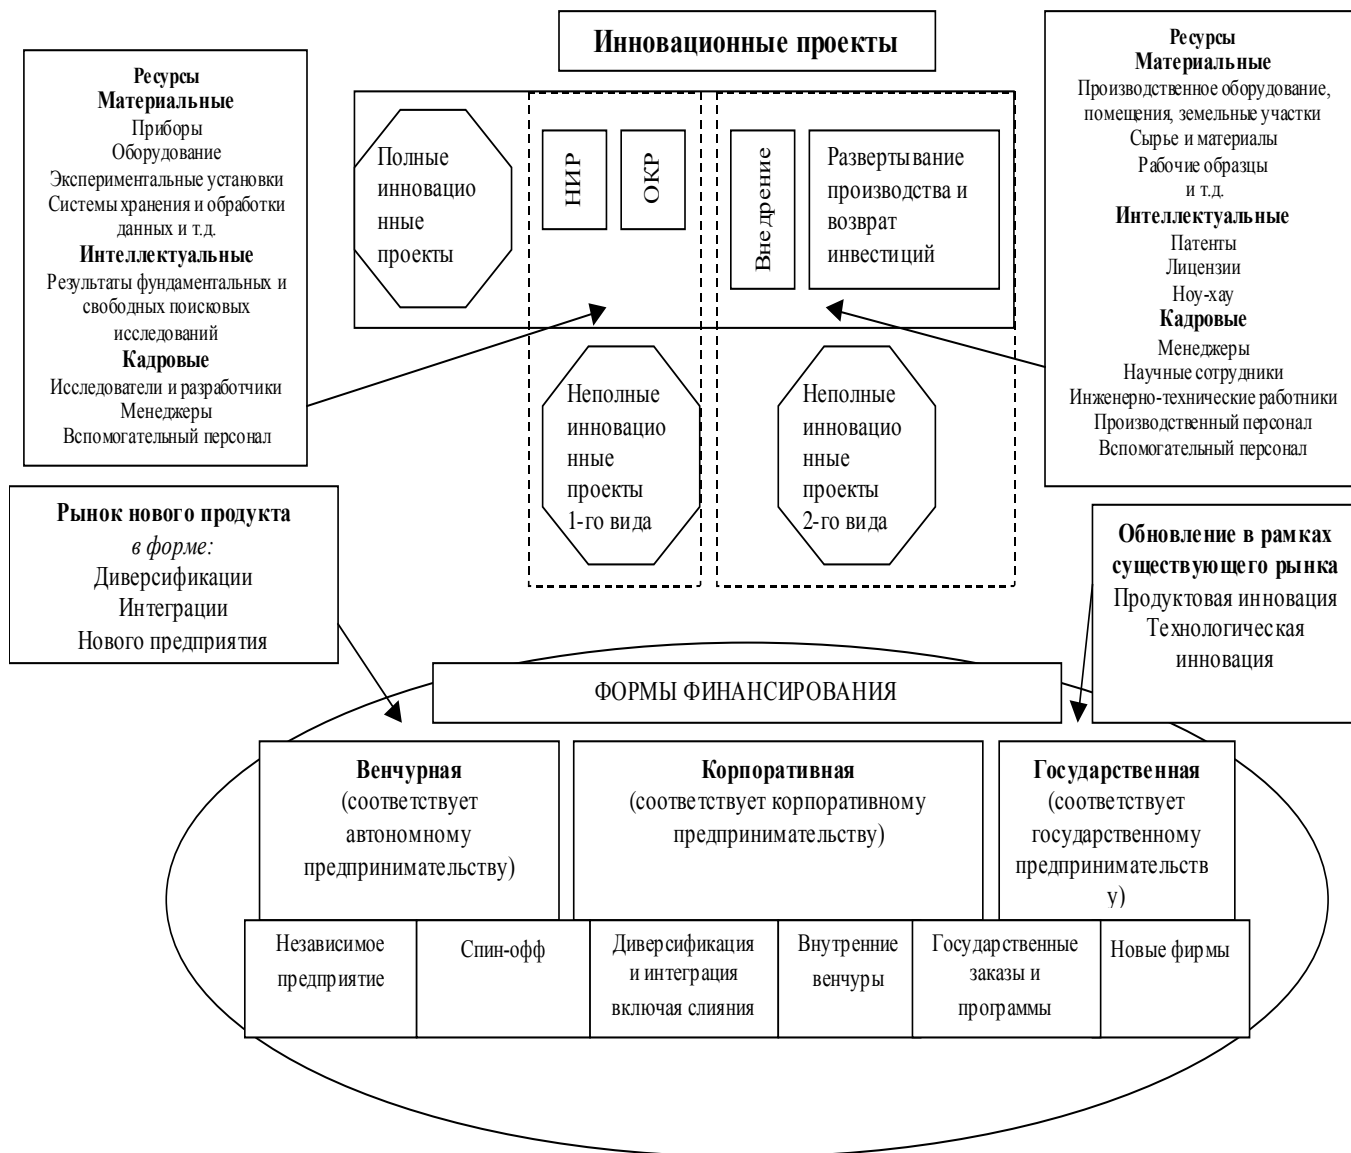 Инновационные проекты
Ресурсы
Материальные
Приборы
Оборудование
Экспериментальные установки
Системы хранения и обработки
данных и т.д.
Интеллектуальные
Результаты фундаментальных и
свободных поисковых
исследований
Кадровые
Исследователи и разработчики
Менеджеры
Вспомогательный персонал
Полные
инновацио
нные
проекты
НИР
ОКР
Внедрение
Развертывание
производства и
возврат
инвестиций
Ресурсы
Материальные
Производственное оборудование,
помещения, земельные участки
Сырье и материалы
Рабочие образцы
и т.д.
Интеллектуальные
Патенты
Лицензии
Ноу-хау
Кадровые
Менеджеры
Научные сотрудники
Инженерно-технические работники
Производственный персонал
Вспомогательный персонал
Неполные
инновацио
нные
проекты
1-го вида
Неполные
инновацио
нные
проекты
2-го вида
Рынок нового продукта
в форме:
Диверсификации
Интеграции
Нового предприятия
Обновление в рамках
существующего рынка
Продуктовая инновация
Технологическая
инновация
ФОРМЫ ФИНАНСИРОВАНИЯ
Венчурная
(соответствует
автономному
предпринимательству)
Корпоративная
(соответствует корпоративному
предпринимательству)
Государственная
(соответствует
государственному
предпринимательств
у)
Независимое
предприятие
Спин-офф
Диверсификация
и интеграция
включая слияния
Внутренние
венчуры
Государственные
заказы и
программы
Новые фирмы